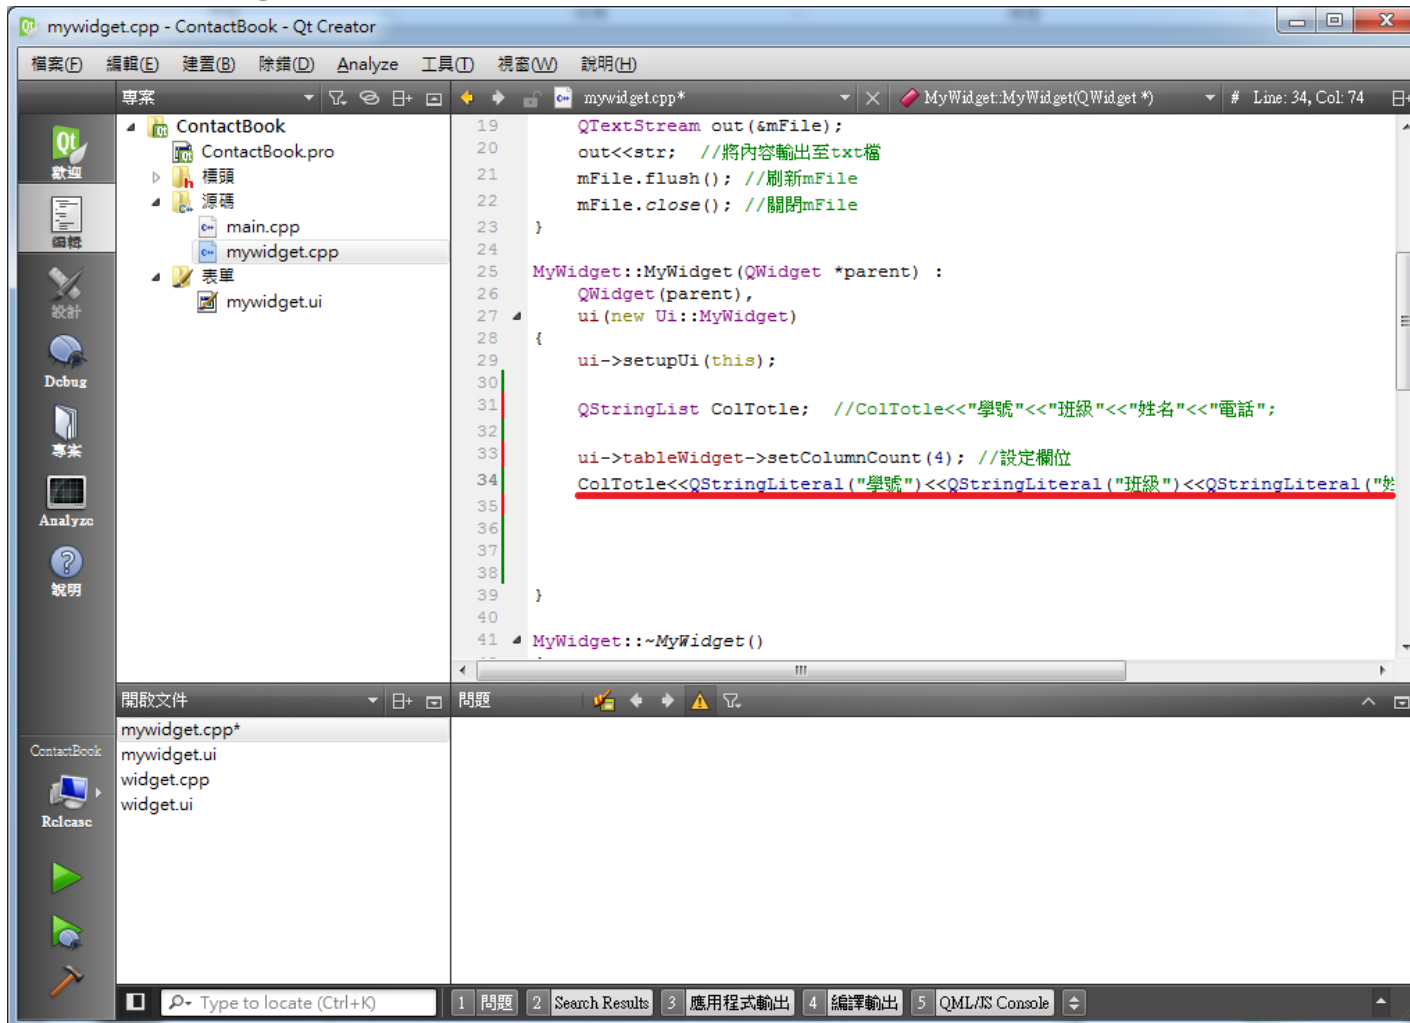 mywidget.cpp - ContactBook - Qt Creator
檔案(F) 編輯(E) 建置(B) 除錯(D) Analyze 工具(T) 視窗(W) 說明(H)
專案
mywidget.cpp*
MyWidget::MyWidget(QWidget *)
# Line: 34, Col: 74
歡迎
編輯
設計
Debug
專案
Analyze
說明
ContactBook
Release
ContactBook
ContactBook.pro
標頭
源碼
main.cpp
mywidget.cpp
表單
mywidget.ui
19 QTextStream out(&mFile);
20 out<<str; //將內容輸出至txt檔
21 mFile.flush(); //刷新mFile
22 mFile.close(); //關閉mFile
23 }
24
25 MyWidget::MyWidget(QWidget *parent) :
26 QWidget(parent),
27 ui(new Ui::MyWidget)
28 {
29 ui->setupUi(this);
30
31 QStringList ColTotle; //ColTotle<<"學號"<<"班級"<<"姓名"<<"電話";
32
33 ui->tableWidget->setColumnCount(4); //設定欄位
34 ColTotle<<QStringLiteral("學號")<<QStringLiteral("班級")<<QStringLiteral("姓
35
36
37
38
39 }
40
41 MyWidget::~MyWidget()
開啟文件
mywidget.cpp*
mywidget.ui
widget.cpp
widget.ui
問題
Type to locate (Ctrl+K)
1 問題 2 Search Results 3 應用程式輸出 4 編譯輸出 5 QML/JS Console